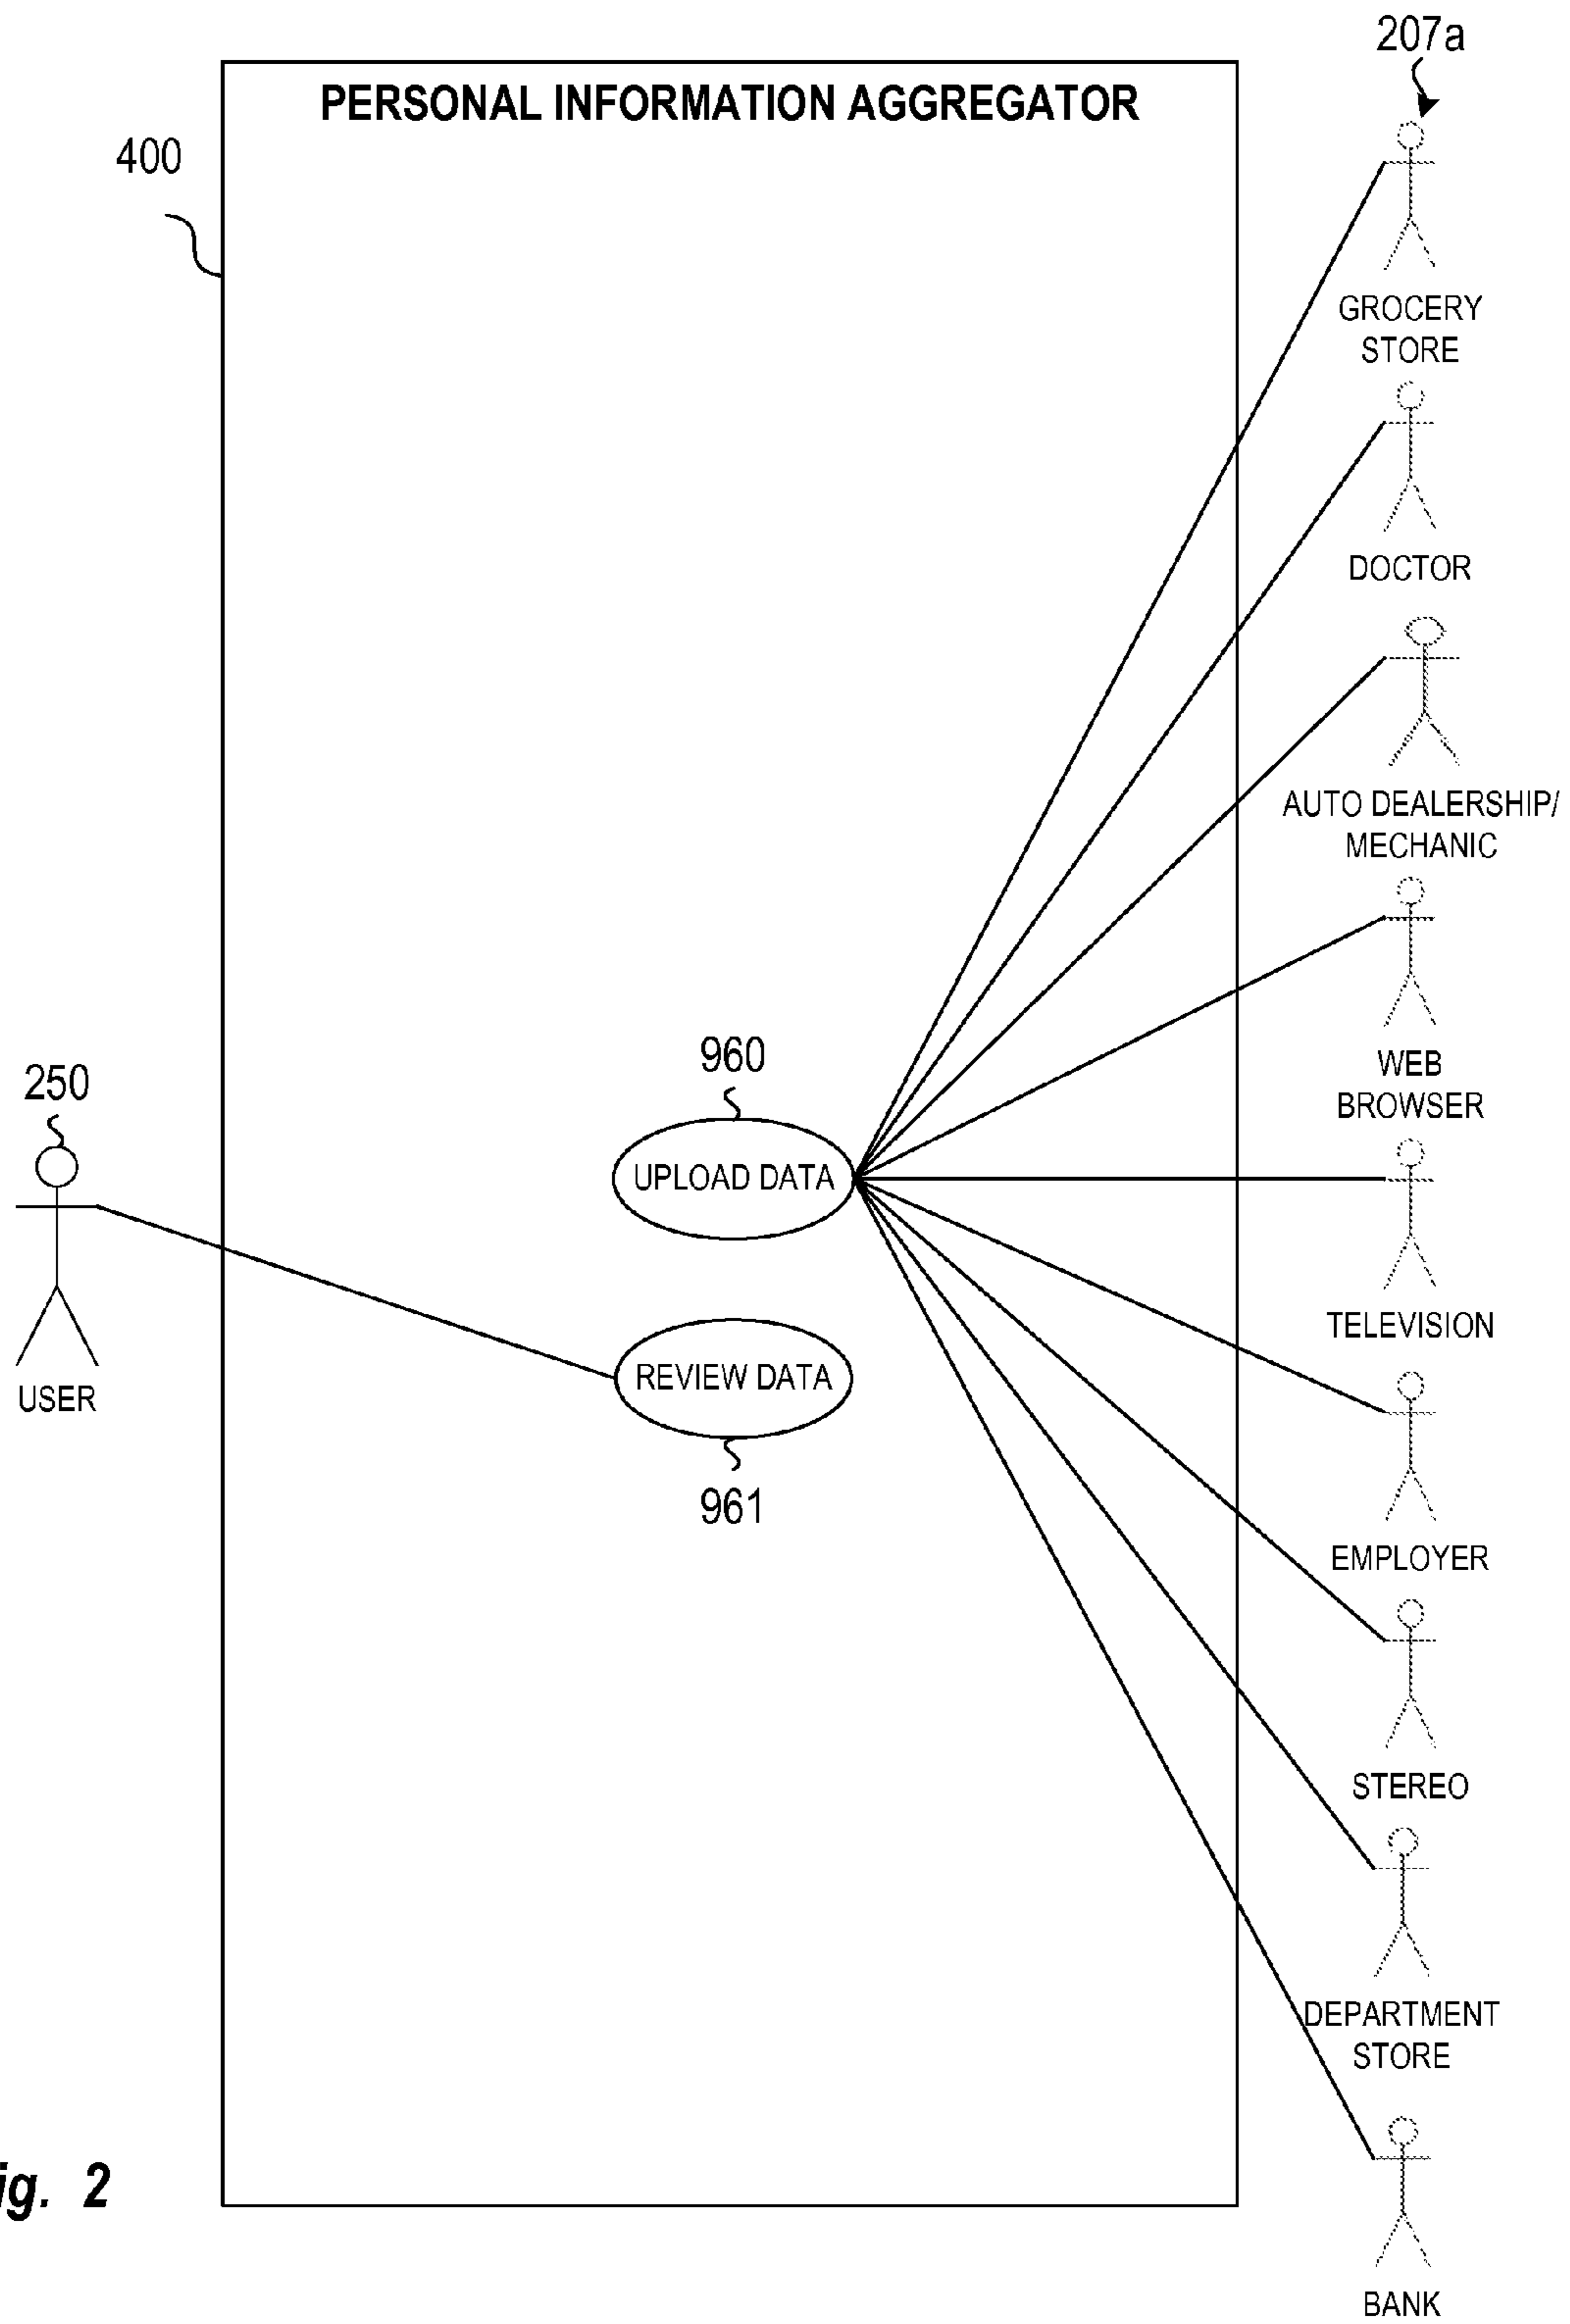 207a
PERSONAL INFORMATION AGGREGATOR
400
GROCERY
STORE
DOCTOR
AUTO DEALERSHIP/
MECHANIC
WEB
BROWSER
960
250
UPLOAD DATA
TELEVISION
REVIEW DATA
USER
961
EMPLOYER
STEREO
DEPARTMENT
STORE
ig. 2
BANK